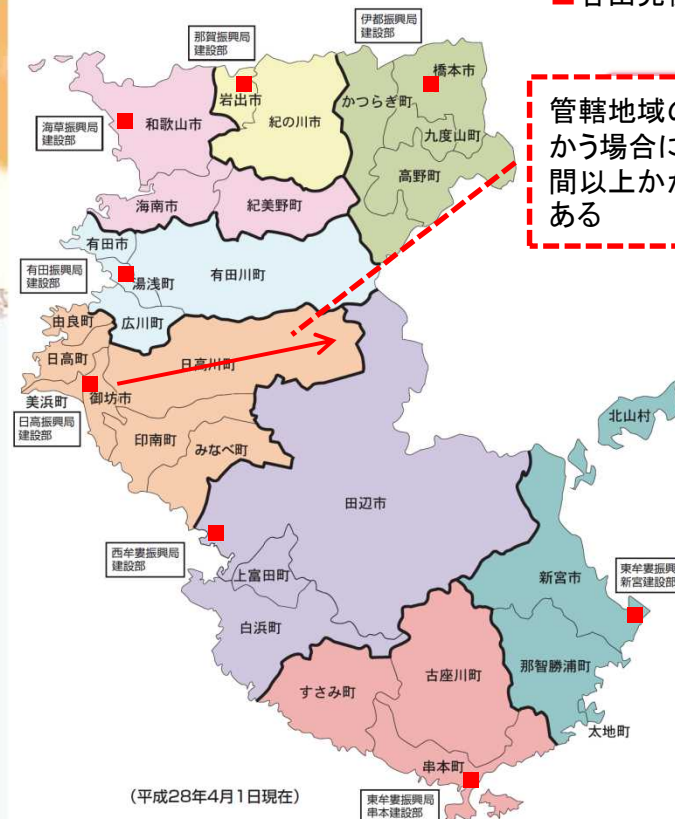 ■各出先機
那賀振興局
建設部
伊都振興局
建設部
管轄地域の
かう場合に
間以上かか
ある
橋本市
岩出市
かつらぎ町
海草振興局
建設部
和歌山市
紀の川市
九度山町
高野町
海南市
紀美野町
有田市
有田振興局
建設部
湯浅町
有田川町
広川町
由良町
日高町
日高川町
美浜町
御坊市
日高振興局
建設部
印南町
みなべ町
北山村
田辺市
西牟婁振興局
建設部
上富田町
新宮市
東牟婁振興
新宮建設部
白浜町
那智勝浦町
古座川町
すさみ町
太地町
串本町
(平成28年4月1日現在)
東牟婁振興局
串本建設部